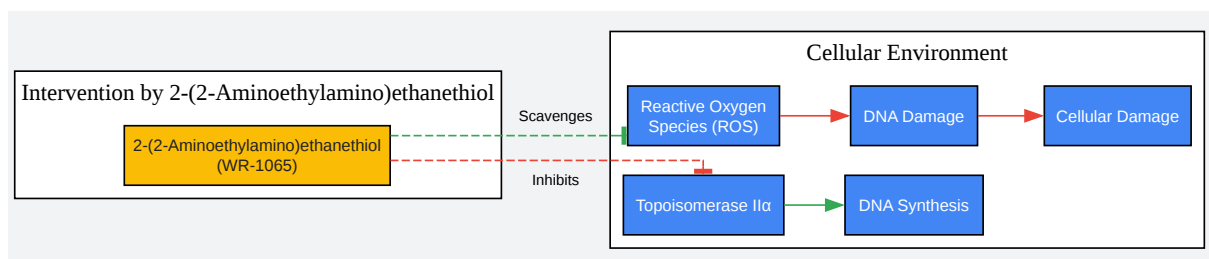 Intervention by 2-(2-Aminoethylamino)ethanethiol
2-(2-Aminoethylamino)ethanethiol
(WR-1065)
Scavenges
Inhibits
Cellular Environment
Reactive Oxygen
Species (ROS)
DNA Damage
Cellular Damage
Topoisomerase IIα
DNA Synthesis